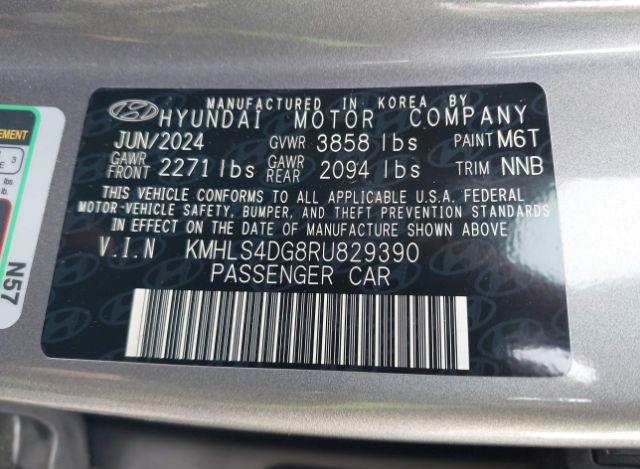 MANUFACTURED IN KOREA BY
HYUNDAI MOTOR COMPANY
JUN/2024 GVWR 3858 lbs PAINT M6T
GAWR FRONT 2271 lbs GAWR REAR 2094 lbs TRIM NNB
THIS VEHICLE CONFORMS TO ALL APPLICABLE U.S.A. FEDERAL
MOTOR-VEHICLE SAFETY, BUMPER, AND THEFT PREVENTION STANDARDS
IN EFFECT ON THE DATE OF MANUFACTURE SHOWN ABOVE
V.I.N KMHLS4DG8RU829390
PASSENGER CAR
3
lbs.
N57